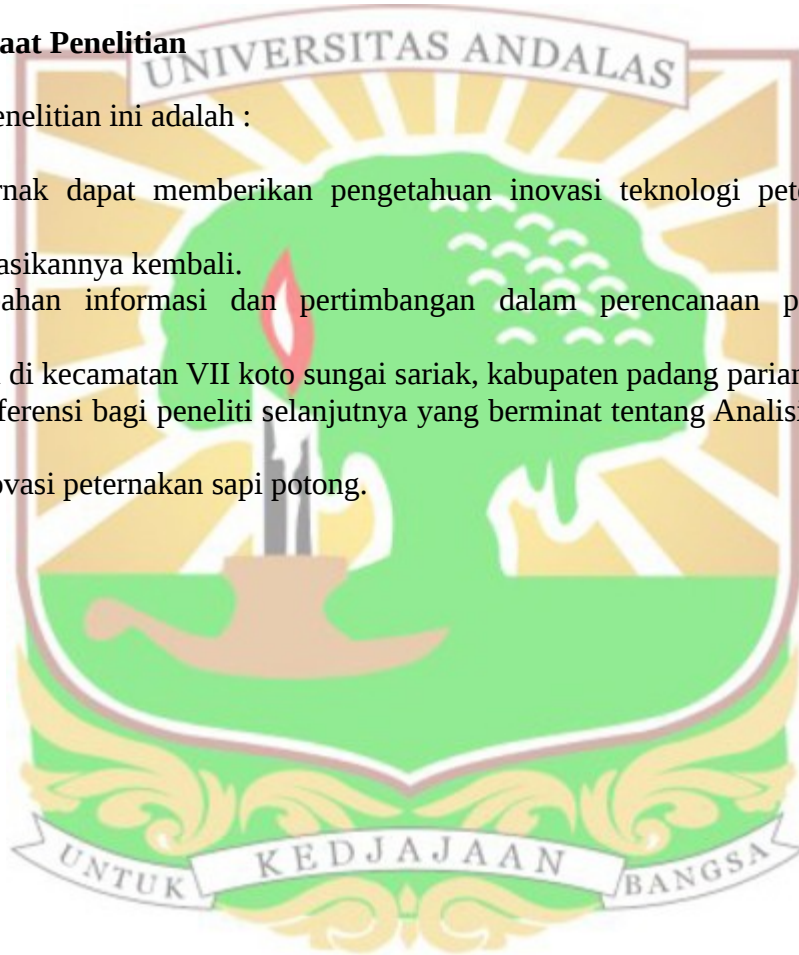 aat Penelitian
UNIVERSITAS ANDALAS
enelitian ini adalah :
rnak dapat memberikan pengetahuan inovasi teknologi pet
asikannya kembali.
ahan informasi dan pertimbangan dalam perencanaan p
di kecamatan VII koto sungai sariak, kabupaten padang pariam
ferensi bagi peneliti selanjutnya yang berminat tentang Analisi
ovasi peternakan sapi potong.
UNTUK KEDJAJAAN BANGSA